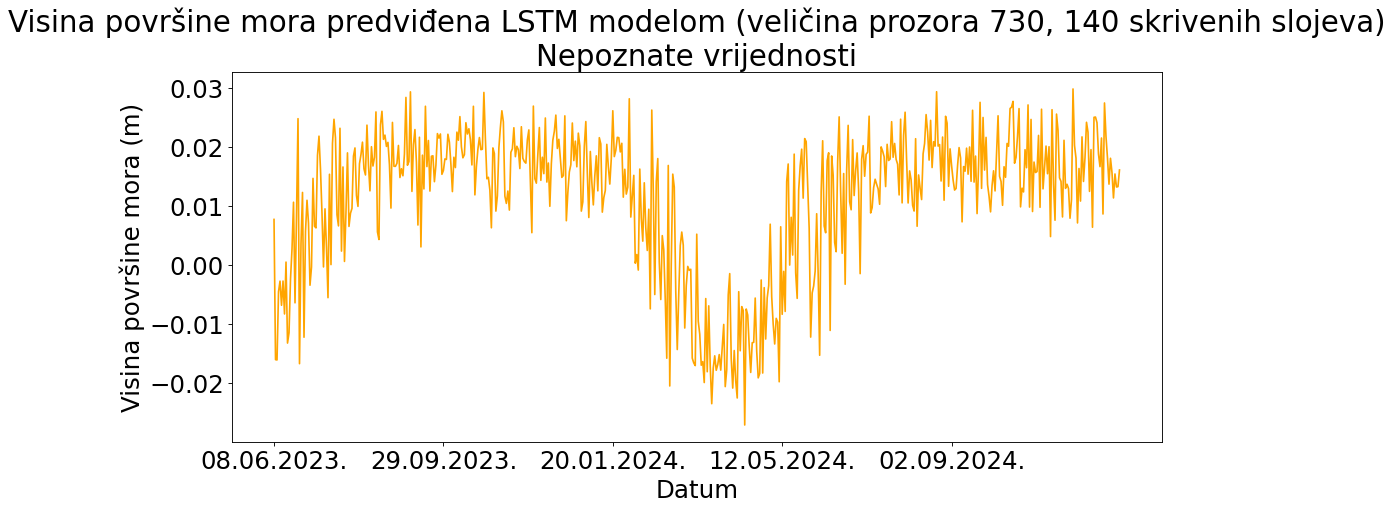 Visina površine mora predviđena LSTM modelom (veličina prozora 730, 140 skrivenih slojeva)
Nepoznate vrijednosti
Visina površine mora (m)
0.03
0.02
0.01
0.00
−0.01
−0.02
08.06.2023. 29.09.2023. 20.01.2024. 12.05.2024. 02.09.2024.
Datum